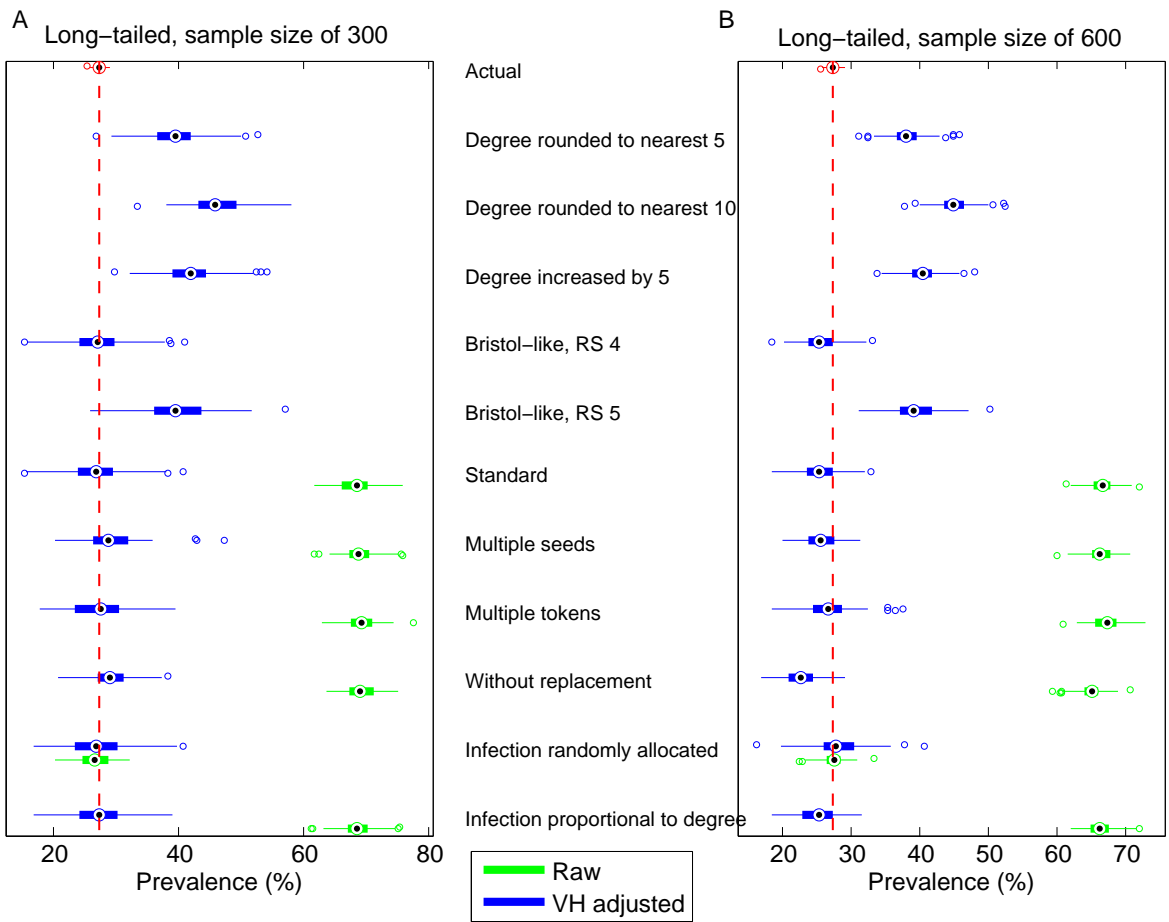 A
Long−tailed, sample size of 300
B
Long−tailed, sample size of 600
Actual
Degree rounded to nearest 5
Degree rounded to nearest 10
Degree increased by 5
Bristol−like, RS 4
Bristol−like, RS 5
Standard
Multiple seeds
Multiple tokens
Without replacement
Infection randomly allocated
Infection proportional to degree
20 40 60 80
Prevalence (%)
20 30 40 50 60 70
Prevalence (%)
Raw
VH adjusted